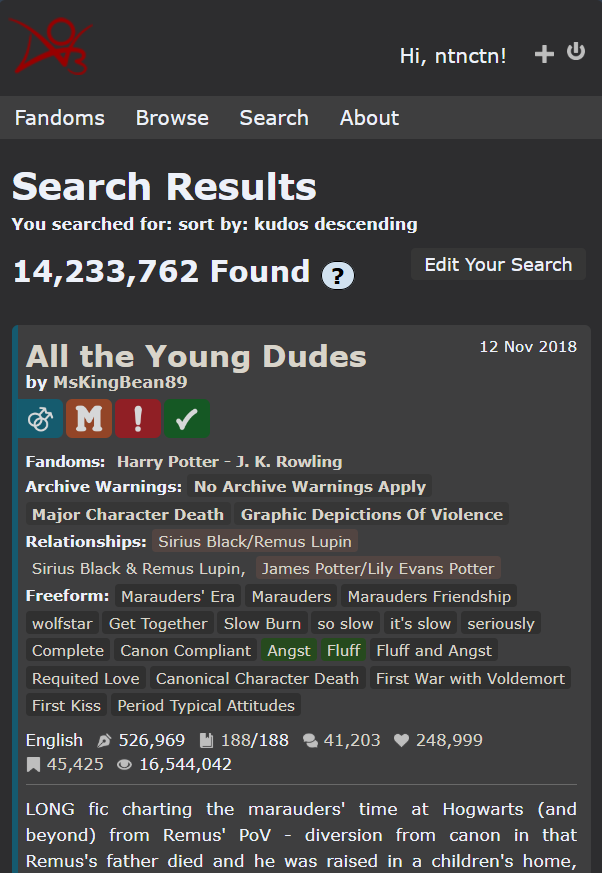 Hi, ntnctn!
Fandoms Browse Search About
Search Results
You searched for: sort by: kudos descending
14,233,762 Found ?
Edit Your Search
All the Young Dudes
12 Nov 2018
by MsKingBean89
M ! ✓
Fandoms: Harry Potter - J. K. Rowling
Archive Warnings: No Archive Warnings Apply
Major Character Death Graphic Depictions Of Violence
Relationships: Sirius Black/Remus Lupin
Sirius Black & Remus Lupin, James Potter/Lily Evans Potter
Freeform: Marauders' Era Marauders Marauders Friendship
wolfstar Get Together Slow Burn so slow it's slow seriously
Complete Canon Compliant Angst Fluff Fluff and Angst
Requited Love Canonical Character Death First War with Voldemort
First Kiss Period Typical Attitudes
English 526,969 188/188 41,203 248,999
45,425 16,544,042
LONG fic charting the marauders' time at Hogwarts (and
beyond) from Remus' PoV - diversion from canon in that
Remus's father died and he was raised in a children's home,